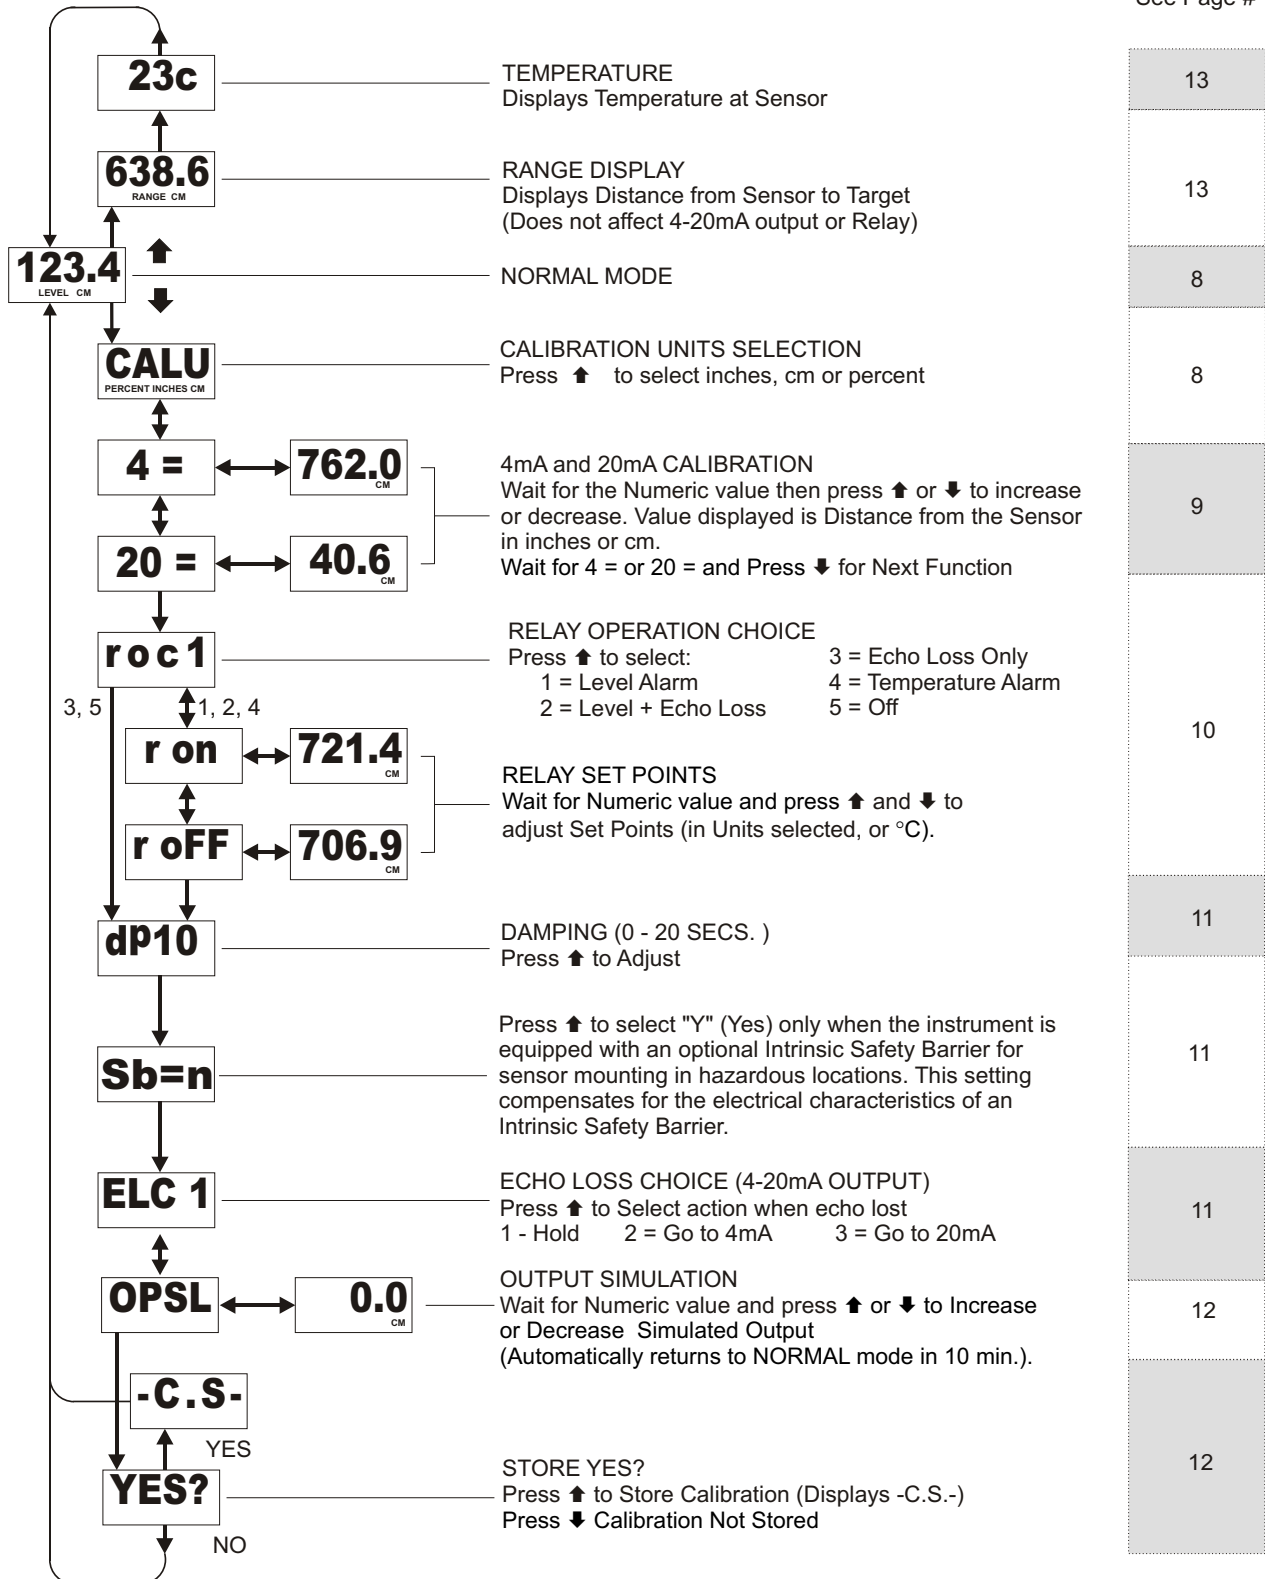 See Page #
23c
TEMPERATURE
Displays Temperature at Sensor
13
638.6
RANGE CM
RANGE DISPLAY
Displays Distance from Sensor to Target
(Does not affect 4-20mA output or Relay)
13
123.4
LEVEL CM
NORMAL MODE
8
CALU
PERCENT INCHES CM
CALIBRATION UNITS SELECTION
Press ⬆ to select inches, cm or percent
8
4 =
762.0
CM
20 =
40.6
CM
4mA and 20mA CALIBRATION
Wait for the Numeric value then press ⬆ or ⬇ to increase
or decrease. Value displayed is Distance from the Sensor
in inches or cm.
Wait for 4 = or 20 = and Press ⬇ for Next Function
9
roc1
RELAY OPERATION CHOICE
Press ⬆ to select:
1 = Level Alarm
2 = Level + Echo Loss
3 = Echo Loss Only
4 = Temperature Alarm
5 = Off
3, 5
1, 2, 4
10
r on
721.4
CM
r oFF
706.9
CM
RELAY SET POINTS
Wait for Numeric value and press ⬆ and ⬇ to
adjust Set Points (in Units selected, or °C).
dP10
DAMPING (0 - 20 SECS. )
Press ⬆ to Adjust
11
Sb=n
Press ⬆ to select "Y" (Yes) only when the instrument is
equipped with an optional Intrinsic Safety Barrier for
sensor mounting in hazardous locations. This setting
compensates for the electrical characteristics of an
Intrinsic Safety Barrier.
11
ELC 1
ECHO LOSS CHOICE (4-20mA OUTPUT)
Press ⬆ to Select action when echo lost
1 - Hold 2 = Go to 4mA 3 = Go to 20mA
11
OPSL
0.0
CM
OUTPUT SIMULATION
Wait for Numeric value and press ⬆ or ⬇ to Increase
or Decrease Simulated Output
(Automatically returns to NORMAL mode in 10 min.).
12
-C.S-
YES
YES?
NO
STORE YES?
Press ⬆ to Store Calibration (Displays -C.S.-)
Press ⬇ Calibration Not Stored
12